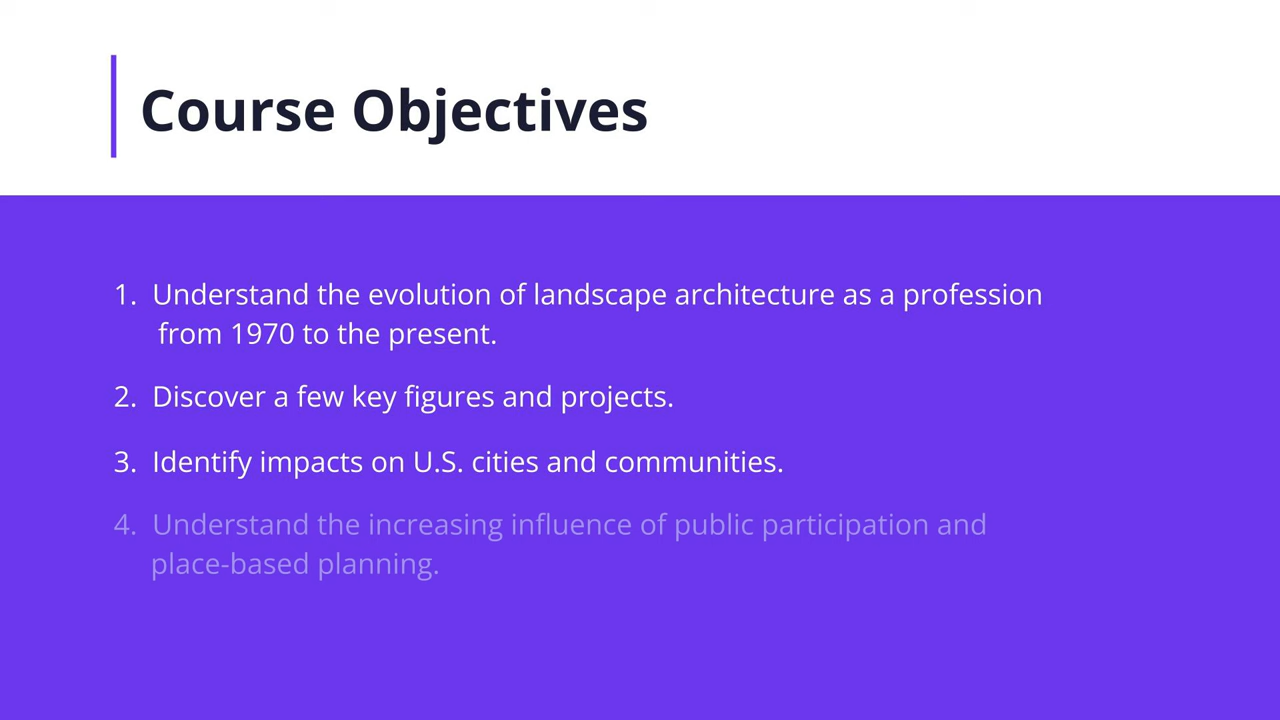 Course Objectives
1. Understand the evolution of landscape architecture as a profession
from 1970 to the present.
2. Discover a few key figures and projects.
3. Identify impacts on U.S. cities and communities.
4. Understand the increasing influence of public participation and
place-based planning.